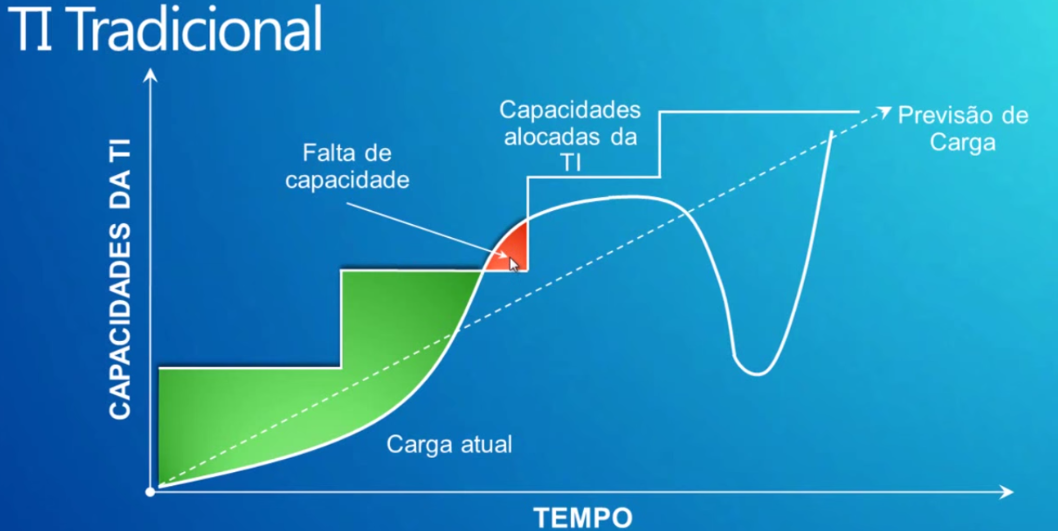 TI Tradicional
CAPACIDADES DA TI
Falta de
capacidade
Capacidades
alocadas da
TI
Previsão de
Carga
Carga atual
TEMPO